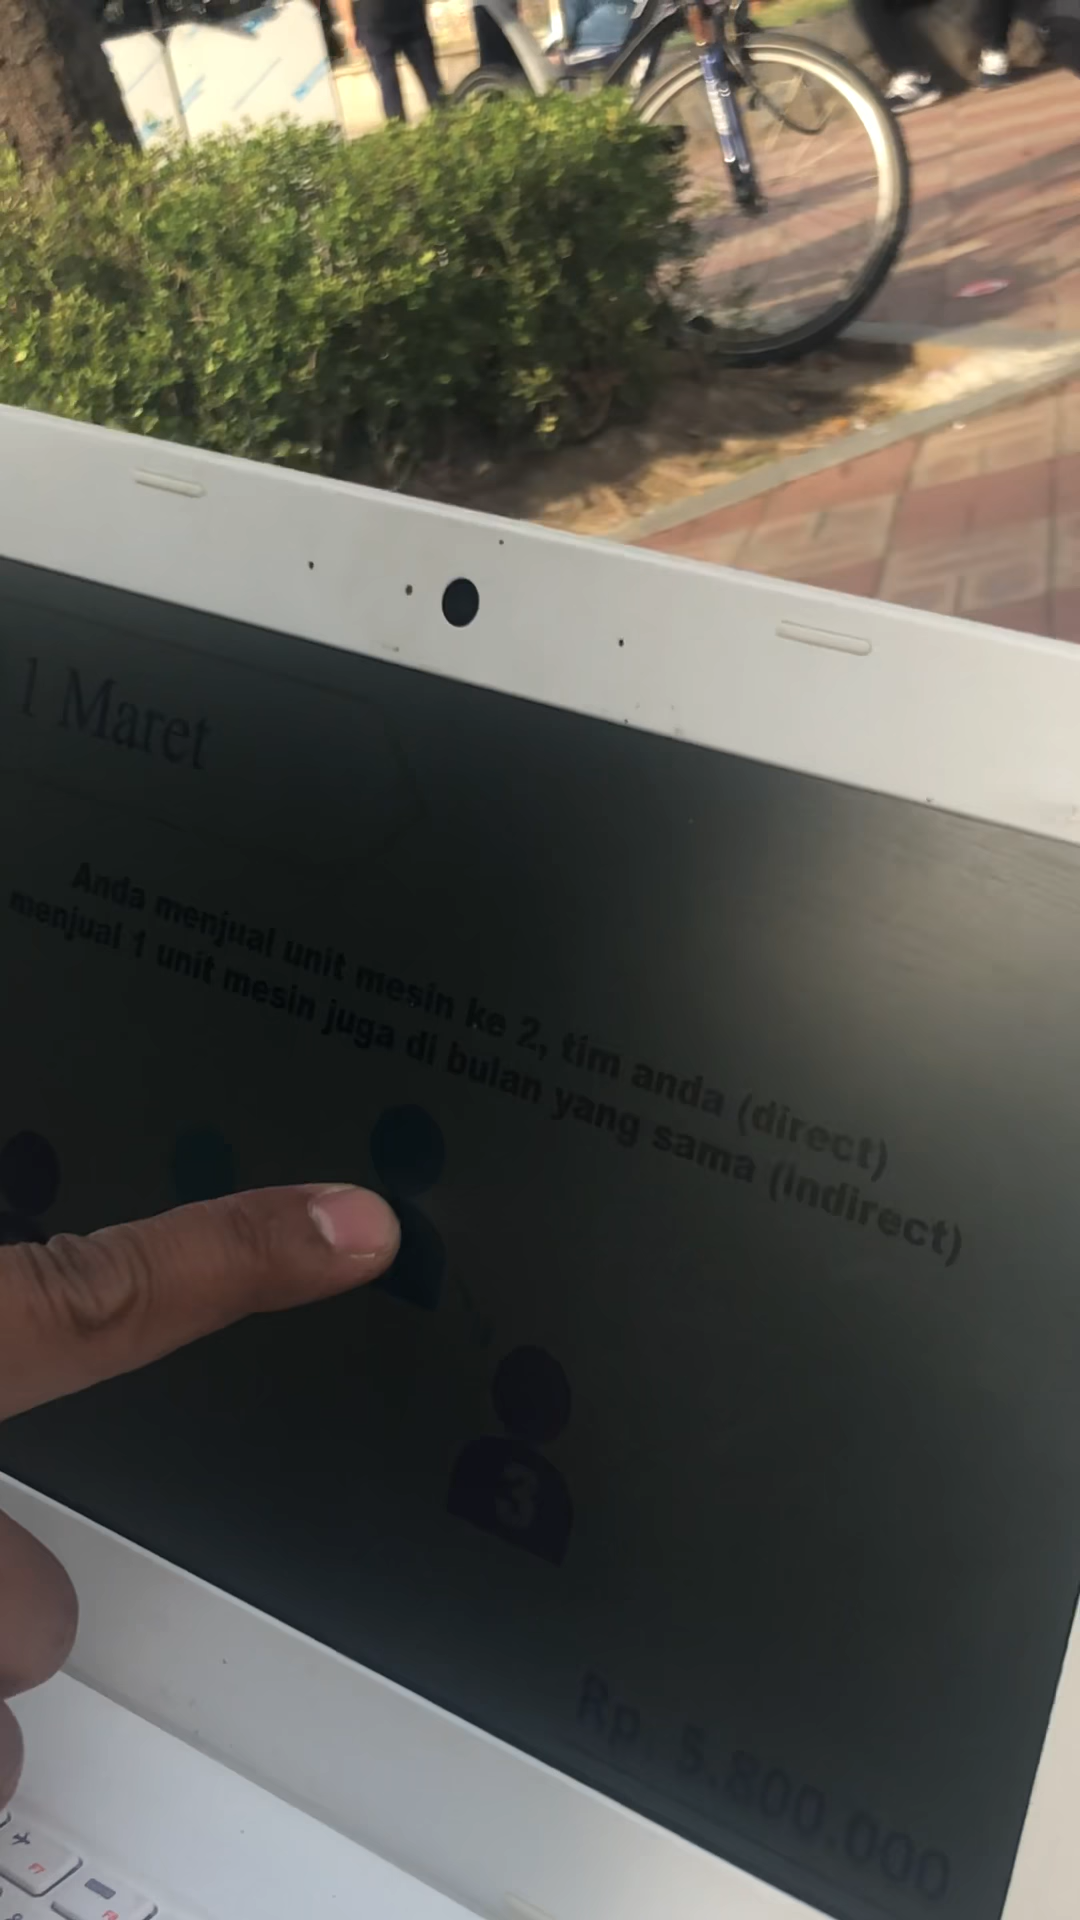 1 Maret
Anda menjual unit mesin ke 2, tim anda (direct)
menjual 1 unit mesin juga di bulan yang sama (indirect)
3
Rp. 5.800.000
F7